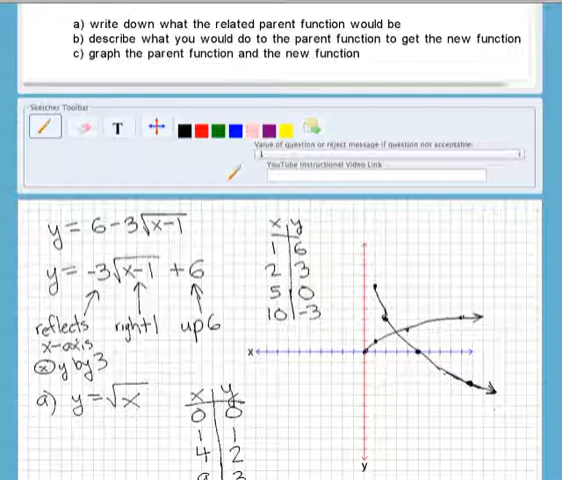 a) write down what the related parent function would be
b) describe what you would do to the parent function to get the new function
c) graph the parent function and the new function
Sketcher Toolbar
T
Value of question or reject message if question not acceptable:
1
YouTube Instructional Video Link
y = 6 - 3√x-1
y = -3√x-1 + 6
reflects x-axis
ⓧ y by 3
right 1
up 6
a) y = √x
x y
1 6
2 3
5 0
10 -3
x y
0 0
1 1
4 2
9 3
x
y